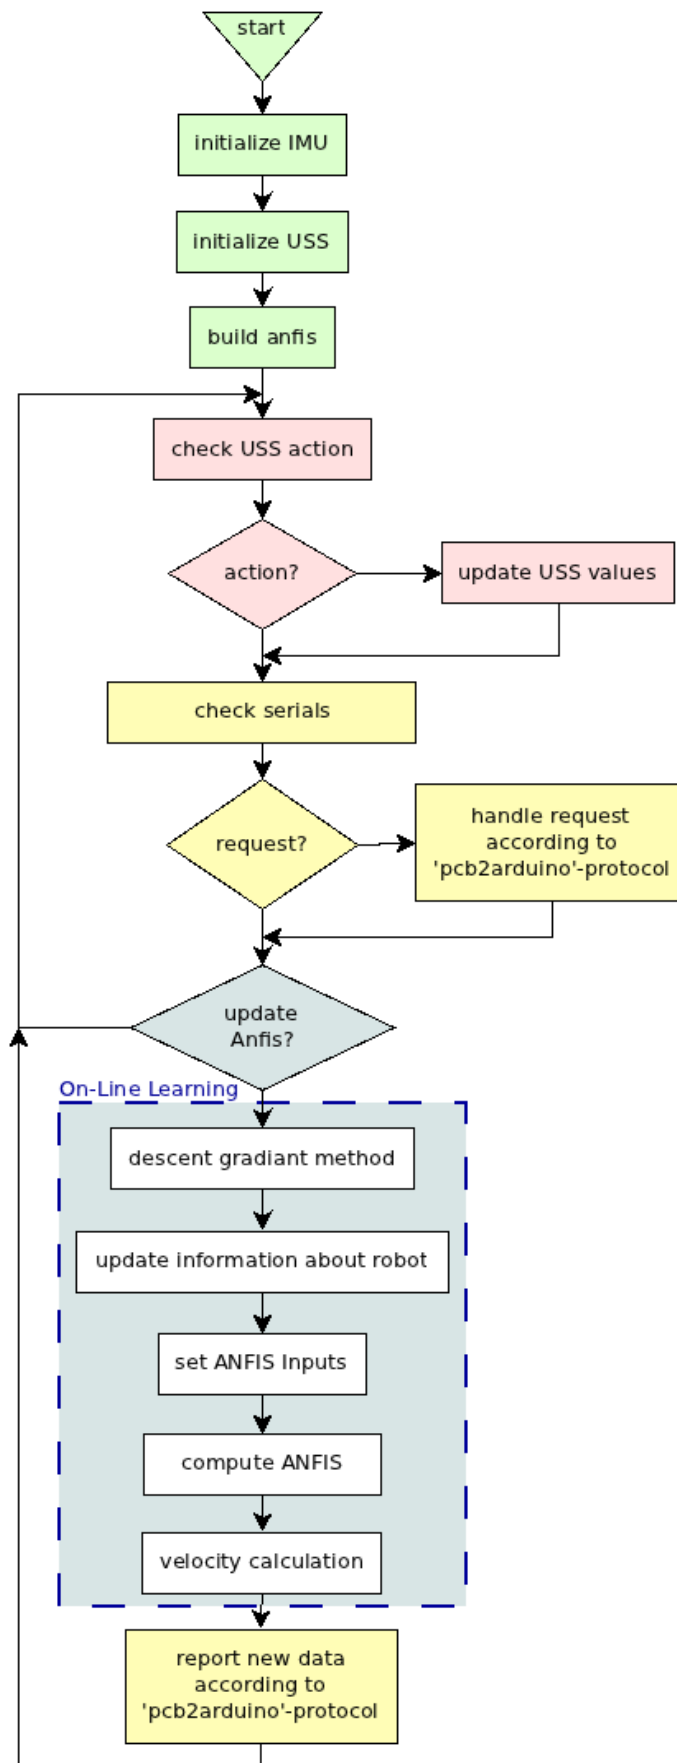 start
initialize IMU
initialize USS
build anfis
check USS action
action?
update USS values
check serials
request?
handle request
according to
'pcb2arduino'-protocol
update
Anfis?
On-Line Learning
descent gradiant method
update information about robot
set ANFIS Inputs
compute ANFIS
velocity calculation
report new data
according to
'pcb2arduino'-protocol